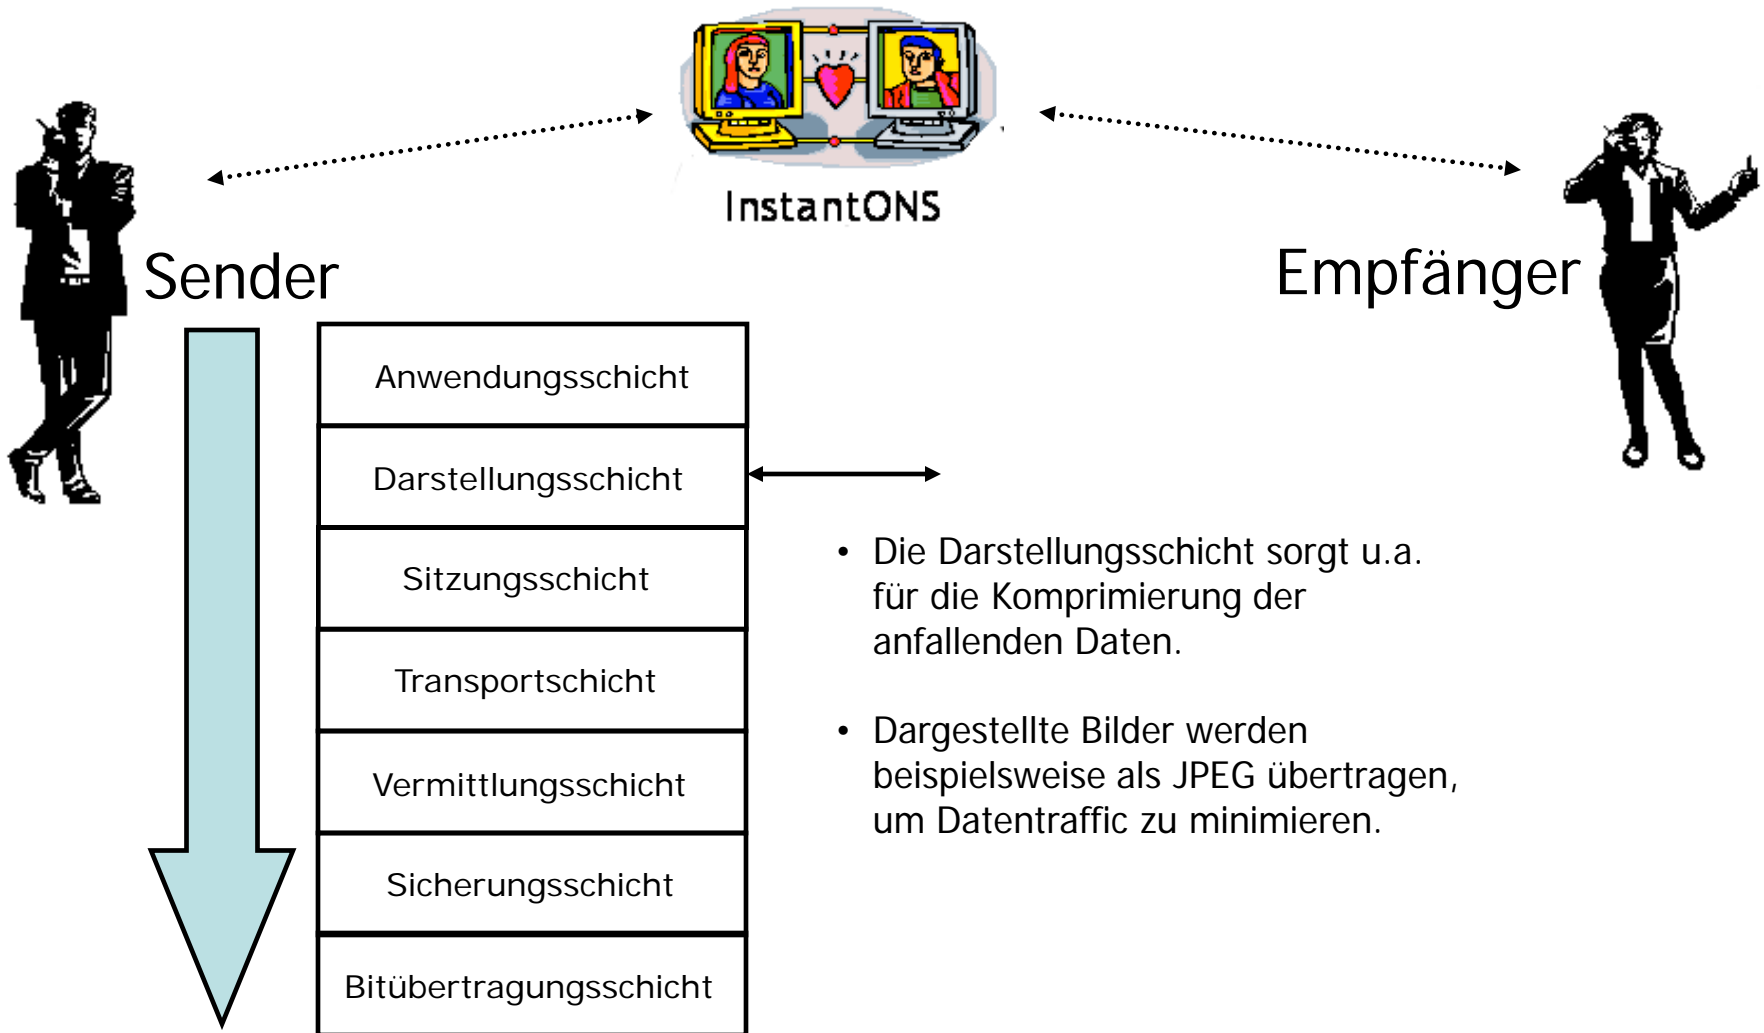 InstantONS
Sender
Empfänger
Anwendungsschicht
Darstellungsschicht
Sitzungsschicht
Transportschicht
Vermittlungsschicht
Sicherungsschicht
Bitübertragungsschicht
• Die Darstellungsschicht sorgt u.a.
für die Komprimierung der
anfallenden Daten.
• Dargestellte Bilder werden
beispielsweise als JPEG übertragen,
um Datentraffic zu minimieren.